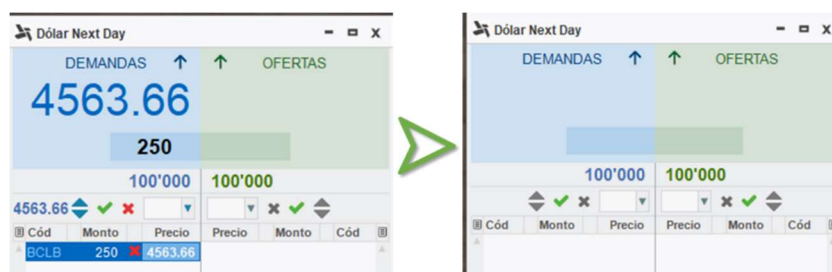 Dólar Next Day
DEMANDAS OFERTAS
4563.66
250
100'000 100'000
4563.66
Cód Monto Precio Precio Monto Cód
BCLB 250 4563.66
Dólar Next Day
DEMANDAS OFERTAS
100'000 100'000
Cód Monto Precio Precio Monto Cód